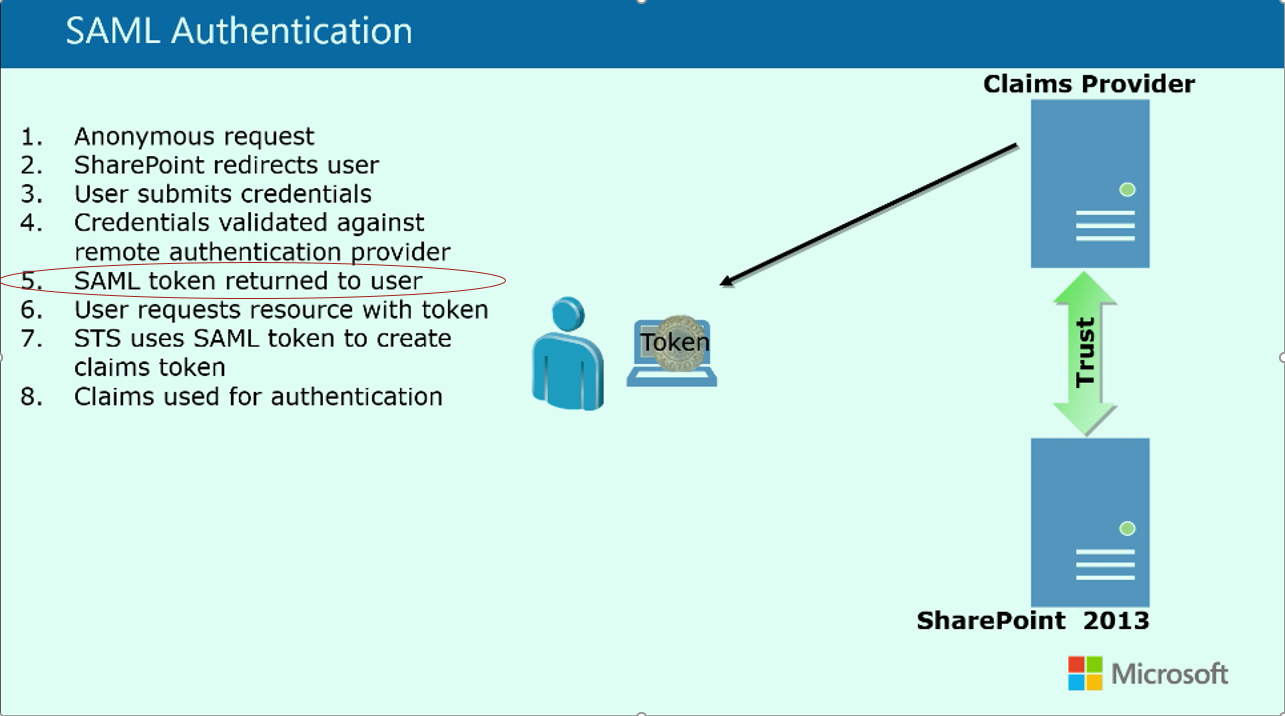 SAML Authentication
Claims Provider
1. Anonymous request
2. SharePoint redirects user
3. User submits credentials
4. Credentials validated against
remote authentication provider
5. SAML token returned to user
6. User requests resource with token
7. STS uses SAML token to create
claims token
8. Claims used for authentication
Token
Trust
SharePoint 2013
Microsoft